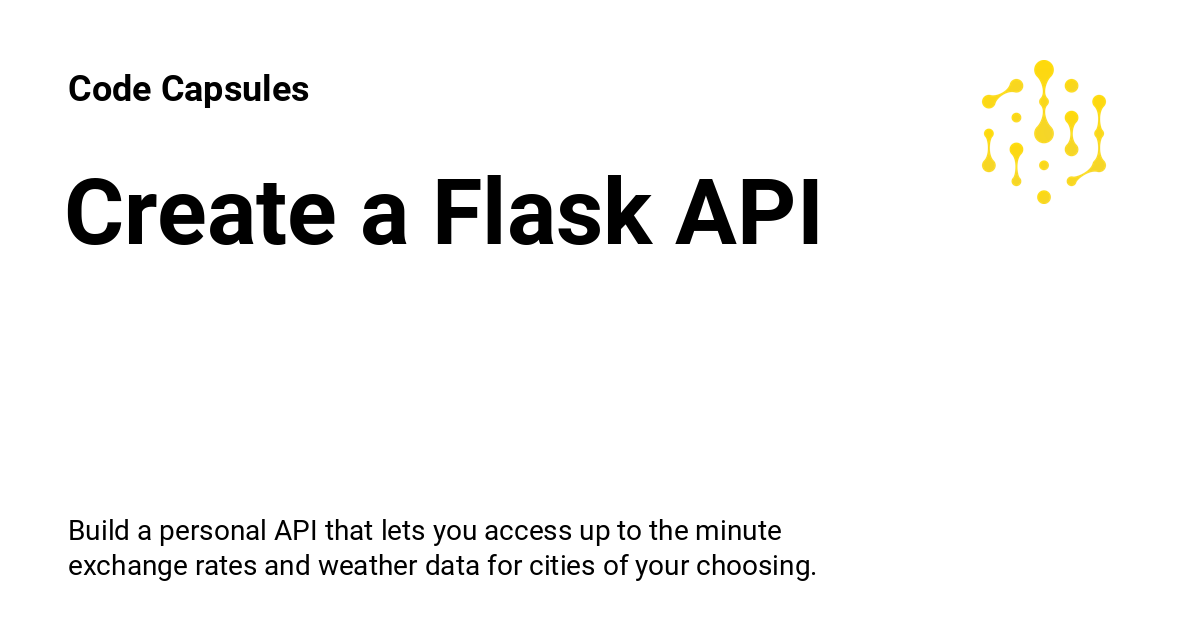 Code Capsules
Create a Flask API
Build a personal API that lets you access up to the minute
exchange rates and weather data for cities of your choosing.